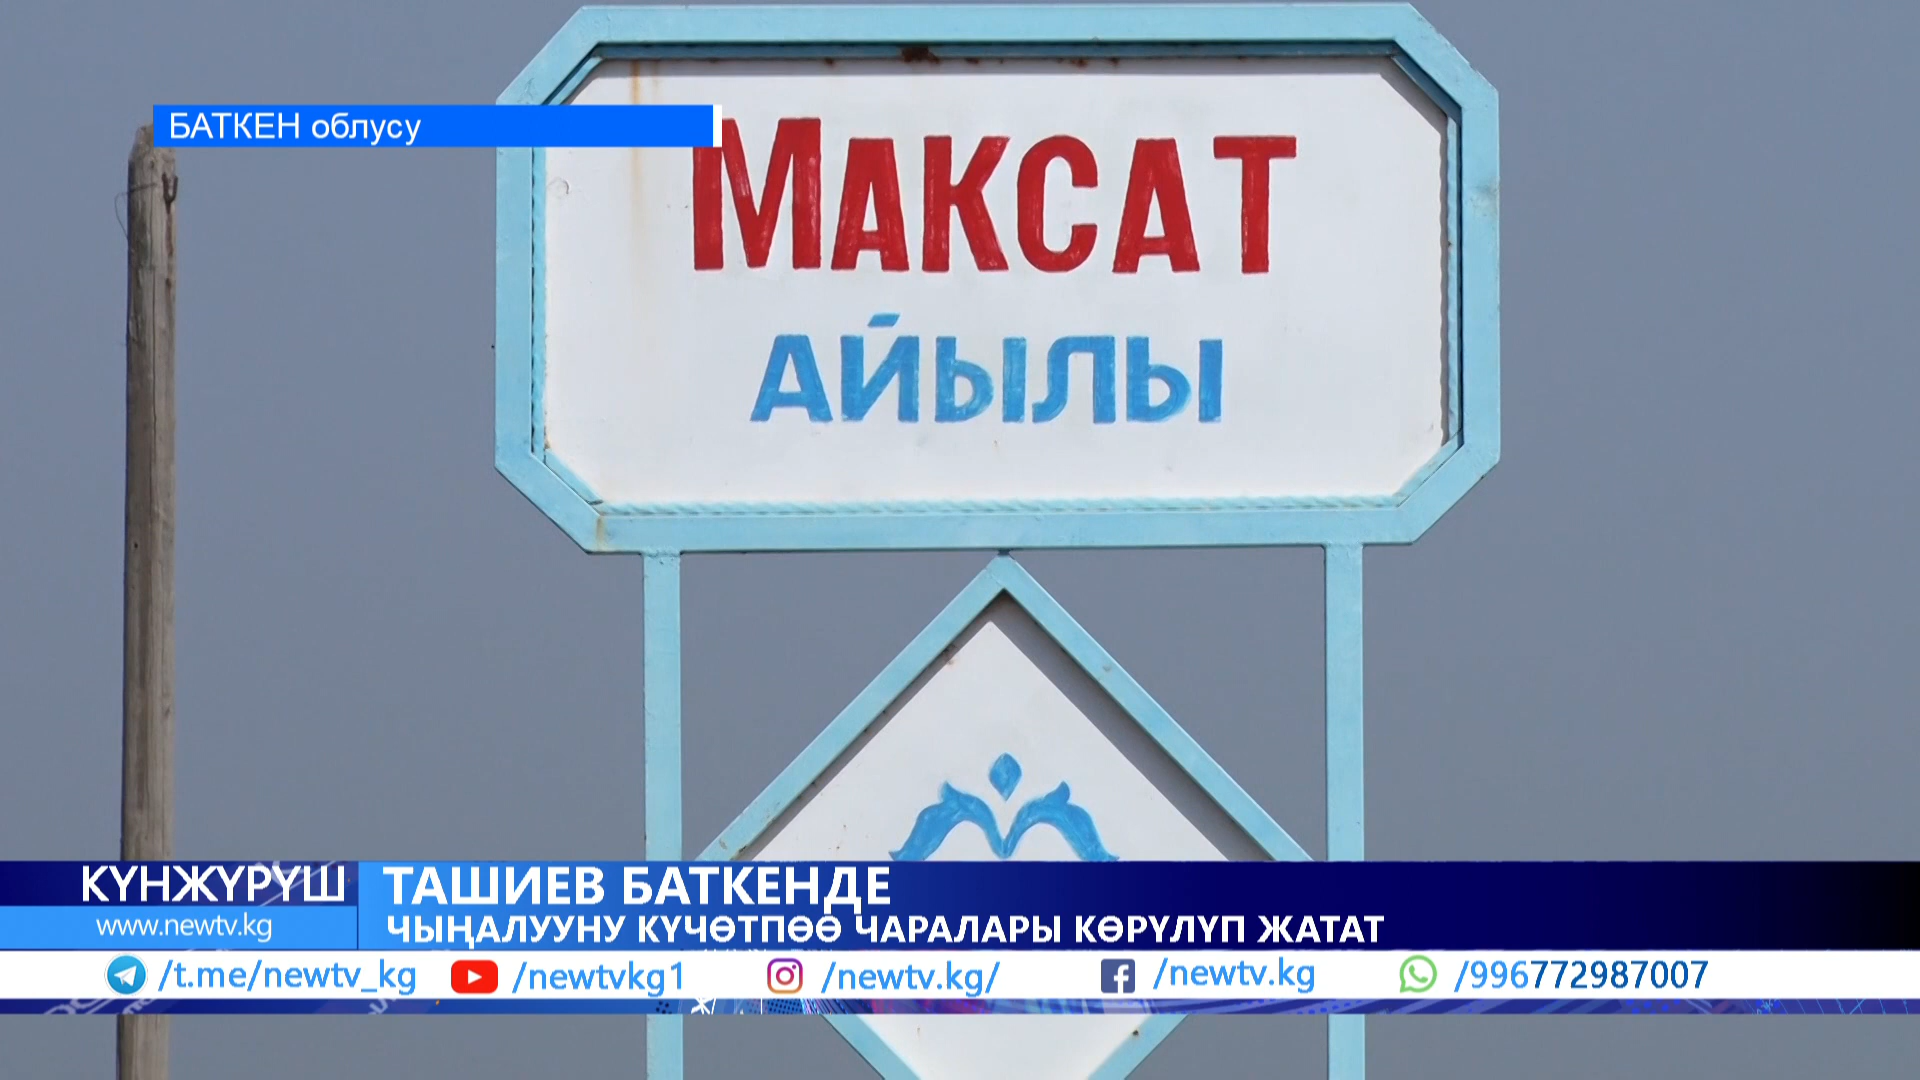 БАТКЕН облусу
МАКСАТ
АЙЫЛЫ
КҮНЖҮРҮШ
www.newtv.kg
ТАШИЕВ БАТКЕНДЕ
ЧЫҢАЛУУНУ КҮЧӨТПӨӨ ЧАРАЛАРЫ КӨРҮЛҮП ЖАТАТ
/t.me/newtv_kg /newtvkg1 /newtv.kg/ /newtv.kg /996772987007